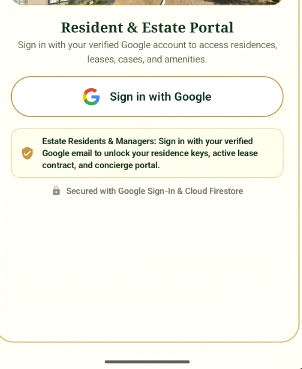 Resident & Estate Portal
Sign in with your verified Google account to access residences,
leases, cases, and amenities.
Sign in with Google
Estate Residents & Managers: Sign in with your verified
Google email to unlock your residence keys, active lease
contract, and concierge portal.
Secured with Google Sign-In & Cloud Firestore